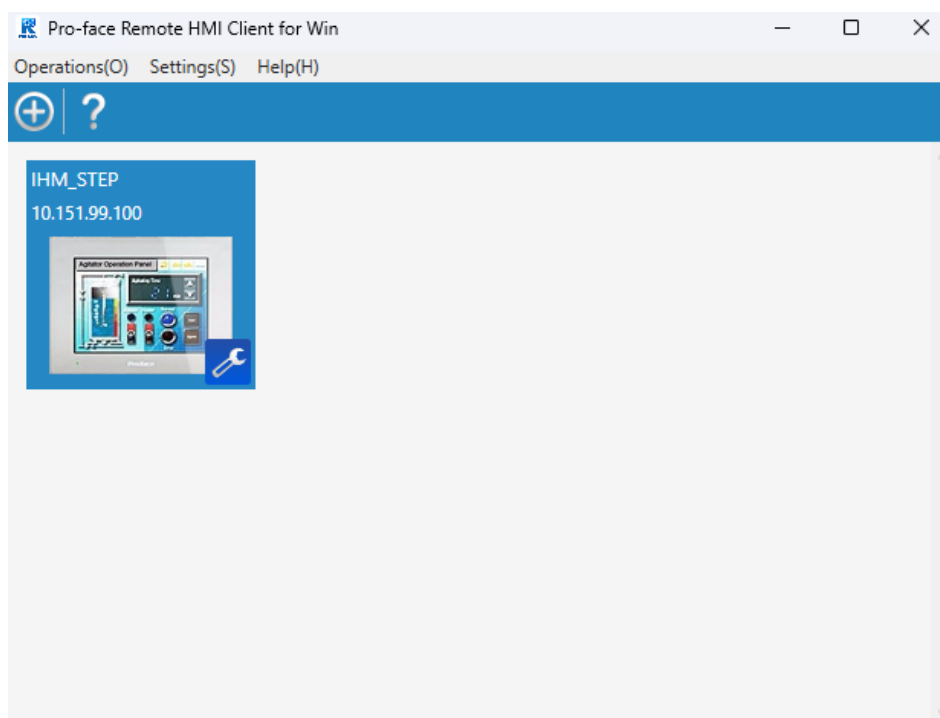 Pro-face Remote HMI Client for Win
Operations(O) Settings(S) Help(H)
IHM_STEP
10.151.99.100
Agitator Operation Panel